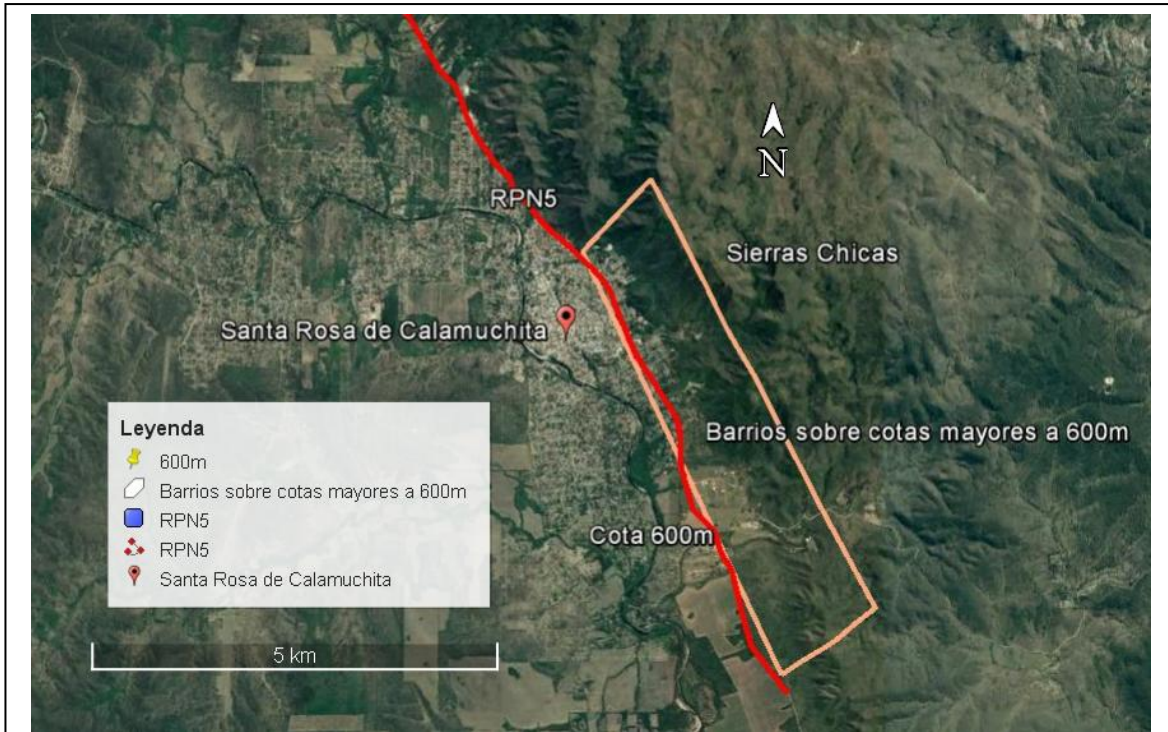 N
RPN5
Sierras Chicas
Santa Rosa de Calamuchita
Barrios sobre cotas mayores a 600m
Cota 600m
Leyenda
600m
Barrios sobre cotas mayores a 600m
RPN5
RPN5
Santa Rosa de Calamuchita
5 km